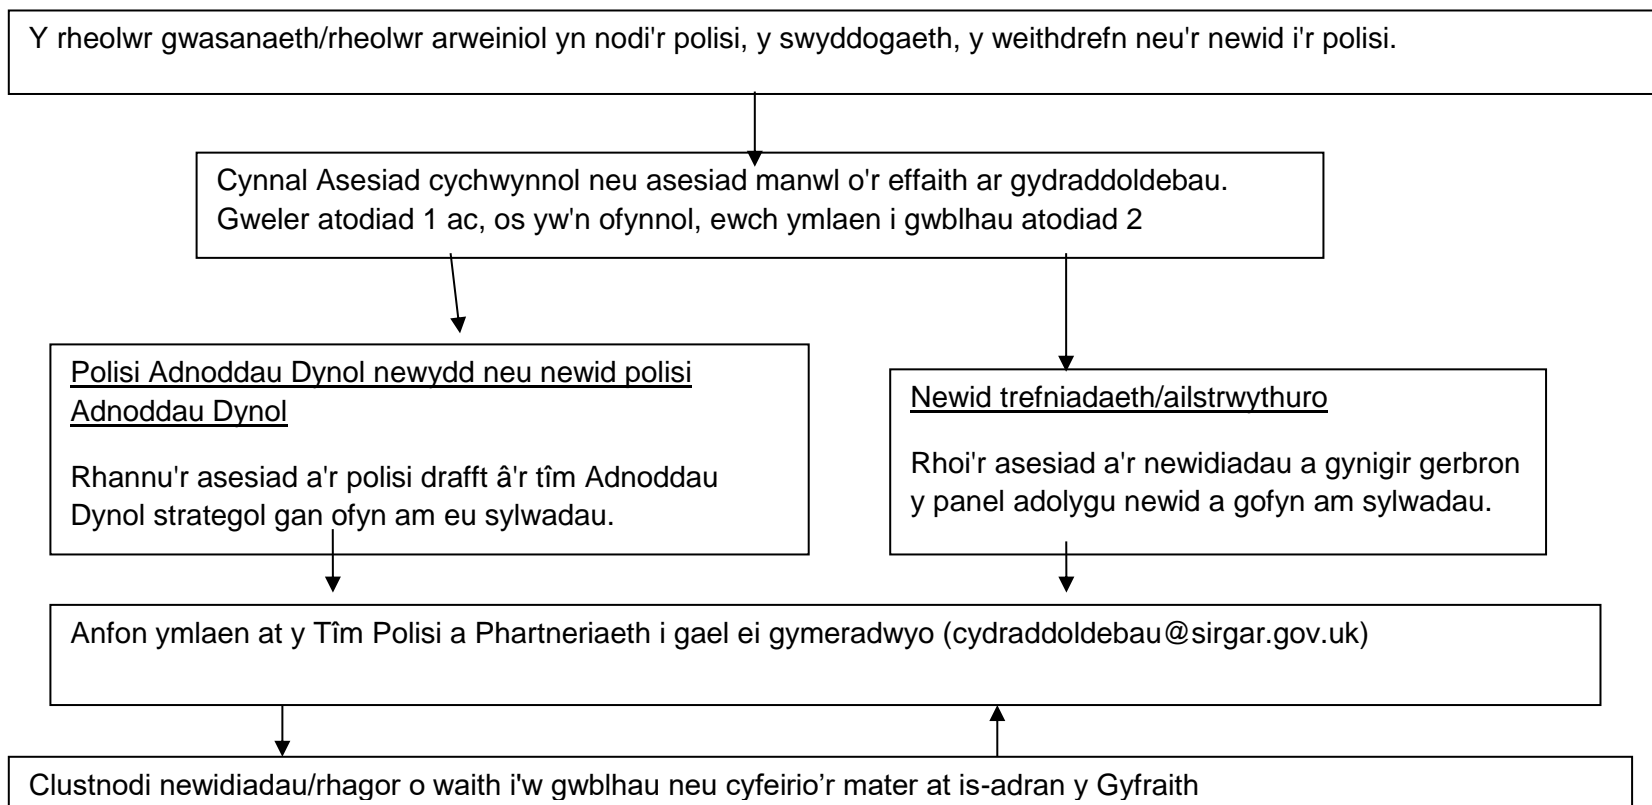 Y rheolwr gwasanaeth/rheolwr arweiniol yn nodi'r polisi, y swyddogaeth, y weithdrefn neu'r newid i'r polisi.
Cynnal Asesiad cychwynnol neu asesiad manwl o'r effaith ar gydraddoldebau.
Gweler atodiad 1 ac, os yw'n ofynnol, ewch ymlaen i gwblhau atodiad 2
Polisi Adnoddau Dynol newydd neu newid polisi
Adnoddau Dynol
Rhannu'r asesiad a'r polisi drafft â'r tîm Adnoddau
Dynol strategol gan ofyn am eu sylwadau.
Newid trefniadaeth/ailstrwythuro
Rhoi'r asesiad a'r newidiadau a gynigir gerbron
y panel adolygu newid a gofyn am sylwadau.
Anfon ymlaen at y Tîm Polisi a Phartneriaeth i gael ei gymeradwyo (cydraddoldebau@sirgar.gov.uk)
Clustnodi newidiadau/rhagor o waith i'w gwblhau neu cyfeirio’r mater at is-adran y Gyfraith